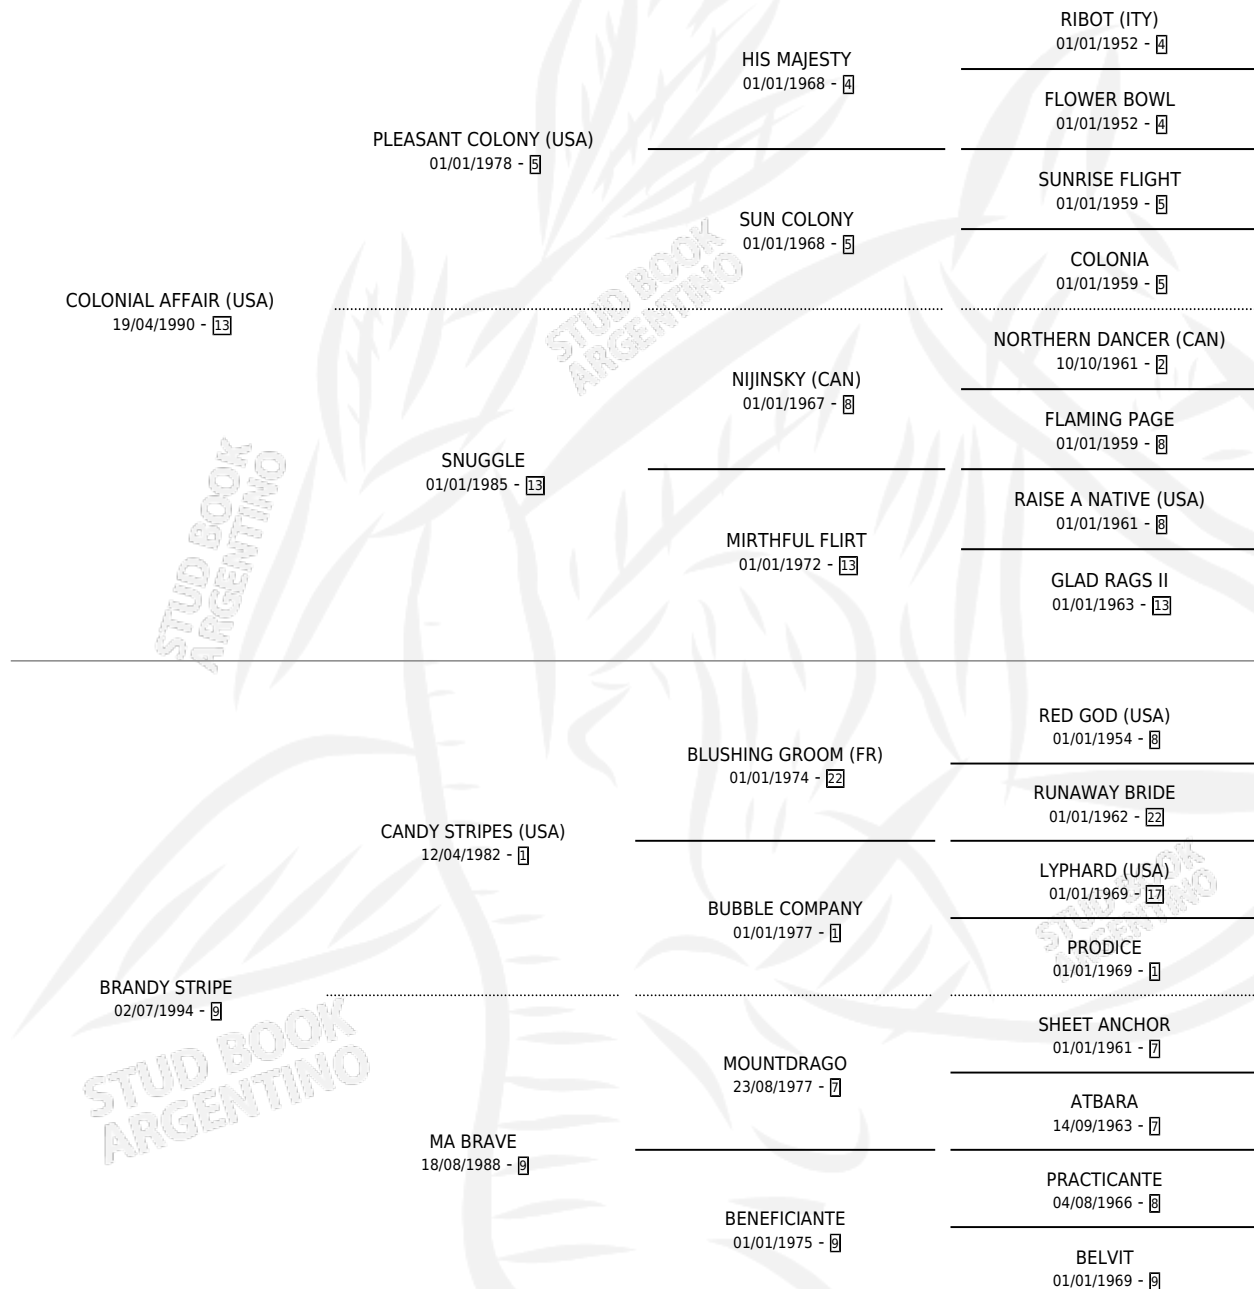 COLONIAL AFFAIR (USA)
19/04/1990 - 13
PLEASANT COLONY (USA)
01/01/1978 - 5
SNUGGLE
01/01/1985 - 13
HIS MAJESTY
01/01/1968 - 4
SUN COLONY
01/01/1968 - 5
NIJINSKY (CAN)
01/01/1967 - 8
MIRTHFUL FLIRT
01/01/1972 - 13
RIBOT (ITY)
01/01/1952 - 4
FLOWER BOWL
01/01/1952 - 4
SUNRISE FLIGHT
01/01/1959 - 5
COLONIA
01/01/1959 - 5
NORTHERN DANCER (CAN)
10/10/1961 - 2
FLAMING PAGE
01/01/1959 - 8
RAISE A NATIVE (USA)
01/01/1961 - 8
GLAD RAGS II
01/01/1963 - 13
BRANDY STRIPE
02/07/1994 - 9
CANDY STRIPES (USA)
12/04/1982 - 1
MA BRAVE
18/08/1988 - 9
BLUSHING GROOM (FR)
01/01/1974 - 22
BUBBLE COMPANY
01/01/1977 - 1
MOUNTDRAGO
23/08/1977 - 7
BENEFICIANTE
01/01/1975 - 9
RED GOD (USA)
01/01/1954 - 8
RUNAWAY BRIDE
01/01/1962 - 22
LYPHARD (USA)
01/01/1969 - 17
PRODICE
01/01/1969 - 1
SHEET ANCHOR
01/01/1961 - 7
ATBARA
14/09/1963 - 7
PRACTICANTE
04/08/1966 - 8
BELVIT
01/01/1969 - 9
STUD BOOK
ARGENTINO
STUD BOOK
ARGENTINO
STUD BOOK
ARGENTINO
STUD BOOK
ARGENTINO